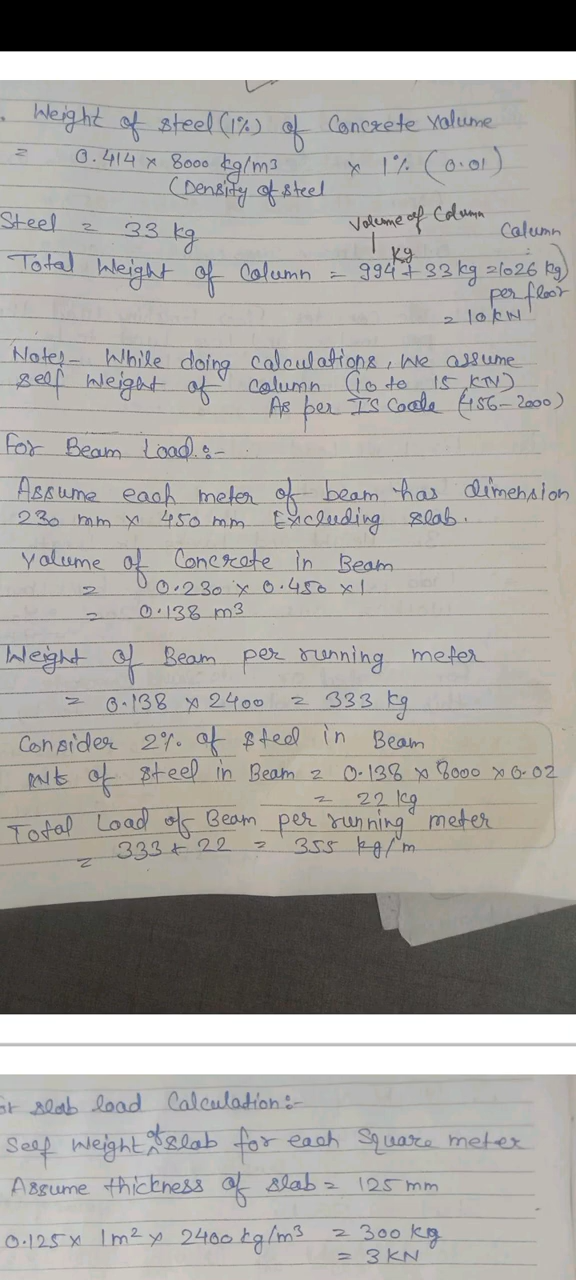 . Weight of steel (1%) of Concrete volume
= 0.414 × 8000 kg/m3 × 1% (0.01)
(Density of steel
Steel = 33 kg
Volume of Column
Column
Total Weight of Column = 994 kg + 33 kg = 1026 kg)
per floor
= 10 KN
Note:- While doing calculations, We assume
self Weight of column (10 to 15 KN)
As per IS Coode (456-2000)
For Beam Load:-
Assume each meter of beam has dimension
230 mm × 450 mm Excluding slab.
Volume of Concrete in Beam
= 0.230 × 0.450 × 1
= 0.138 m3
Weight of Beam per running meter
= 0.138 × 2400 = 333 kg
Consider 2% of steel in Beam
Wt of steel in Beam = 0.138 × 8000 × 0.02
= 22 kg
Total Load of Beam per running meter
= 333 + 22 = 355 kg/m
or slab load Calculation:-
Self Weight of slab for each Square meter
Assume thickness of slab = 125 mm
0.125 × 1m² × 2400 kg/m³ = 300 kg
= 3 KN